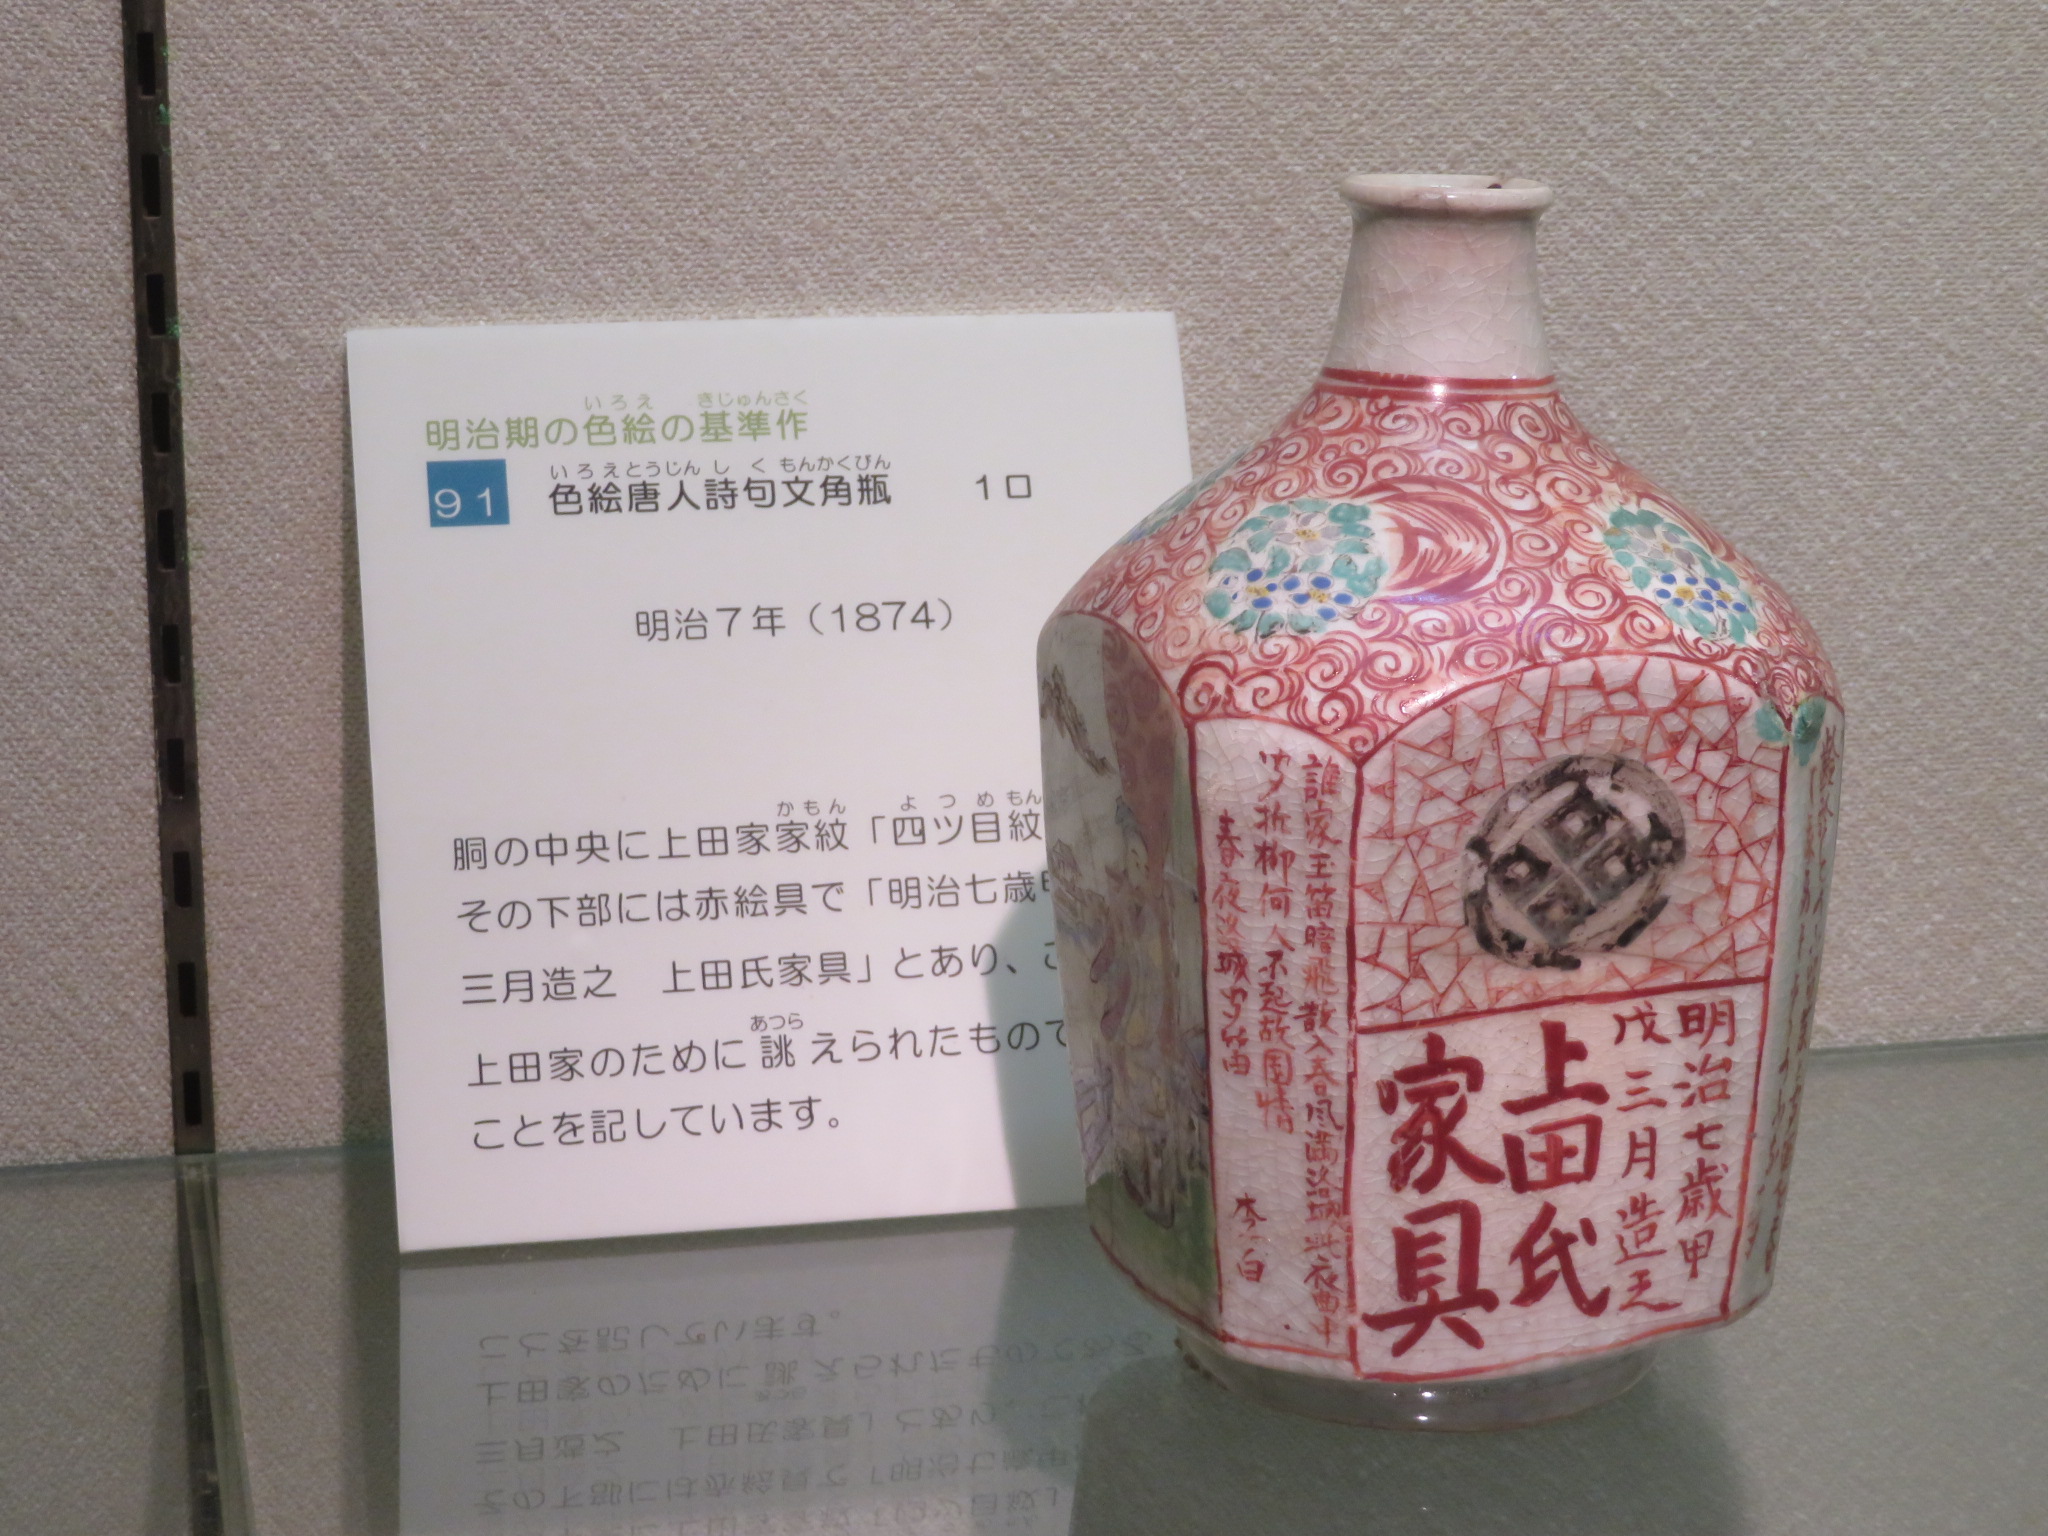 いろえ きじゅんさく
明治期の色絵の基準作
いろえとうじんしくもんかくびん
91 色絵唐人詩句文角瓶 1口
明治7年(1874)
かもん よつめもん
胴の中央に上田家家紋「四ツ目紋
その下部には赤絵具で「明治七歳
三月造之 上田氏家具」とあり、こ
あつら
上田家のために誂えられたもので
ことを記しています。
明治七歳甲
戌三月造之
上田氏
家具
誰家玉笛暗飛散入春風満洛城此夜曲中
聞折柳何人不起故園情
春夜洛城聞笛
李白